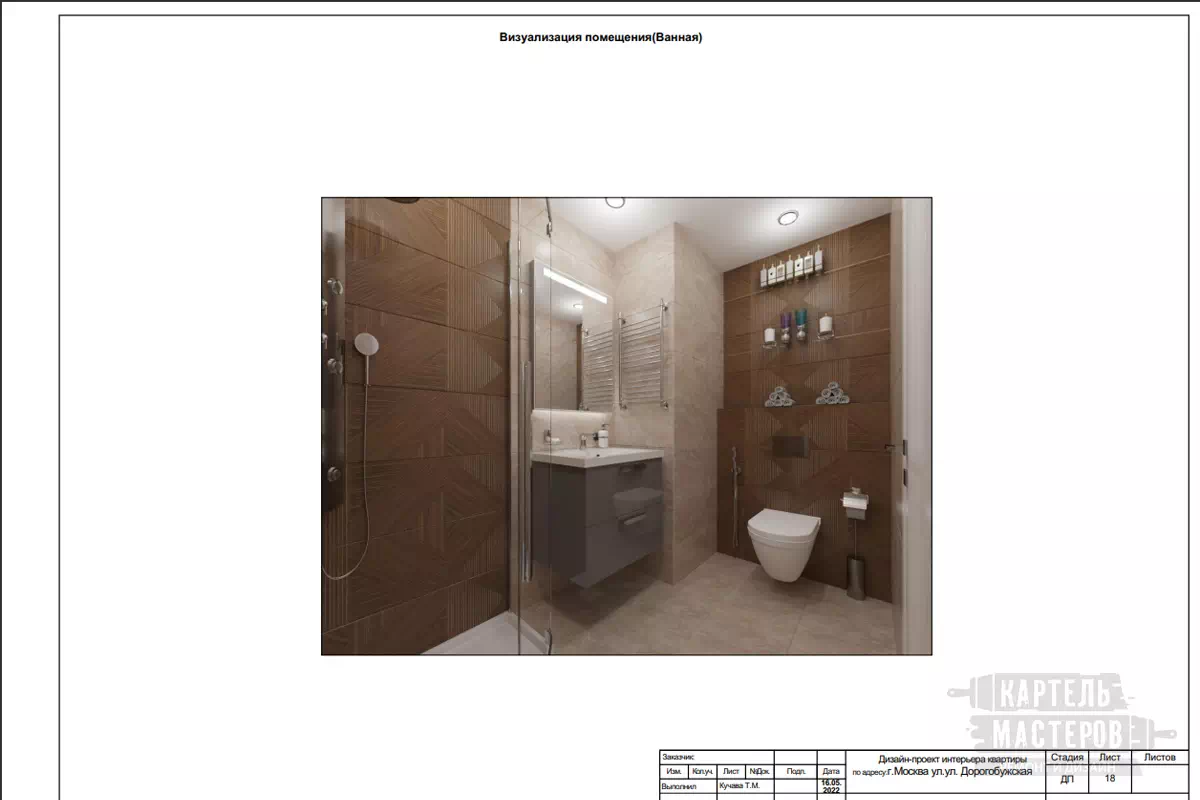 Визуализация помещения(Ванная)
КАРТЕЛЬ
МАСТЕРОВ
Заказчик:
Изм. Кол.уч. Лист №Док. Подп. Дата
Выполнил Кучава Т.М. 16.05.2022
Дизайн-проект интерьера квартиры
по адресу:г.Москва ул.ул. Дорогобужская
Стадия Лист Листов
ДП 18